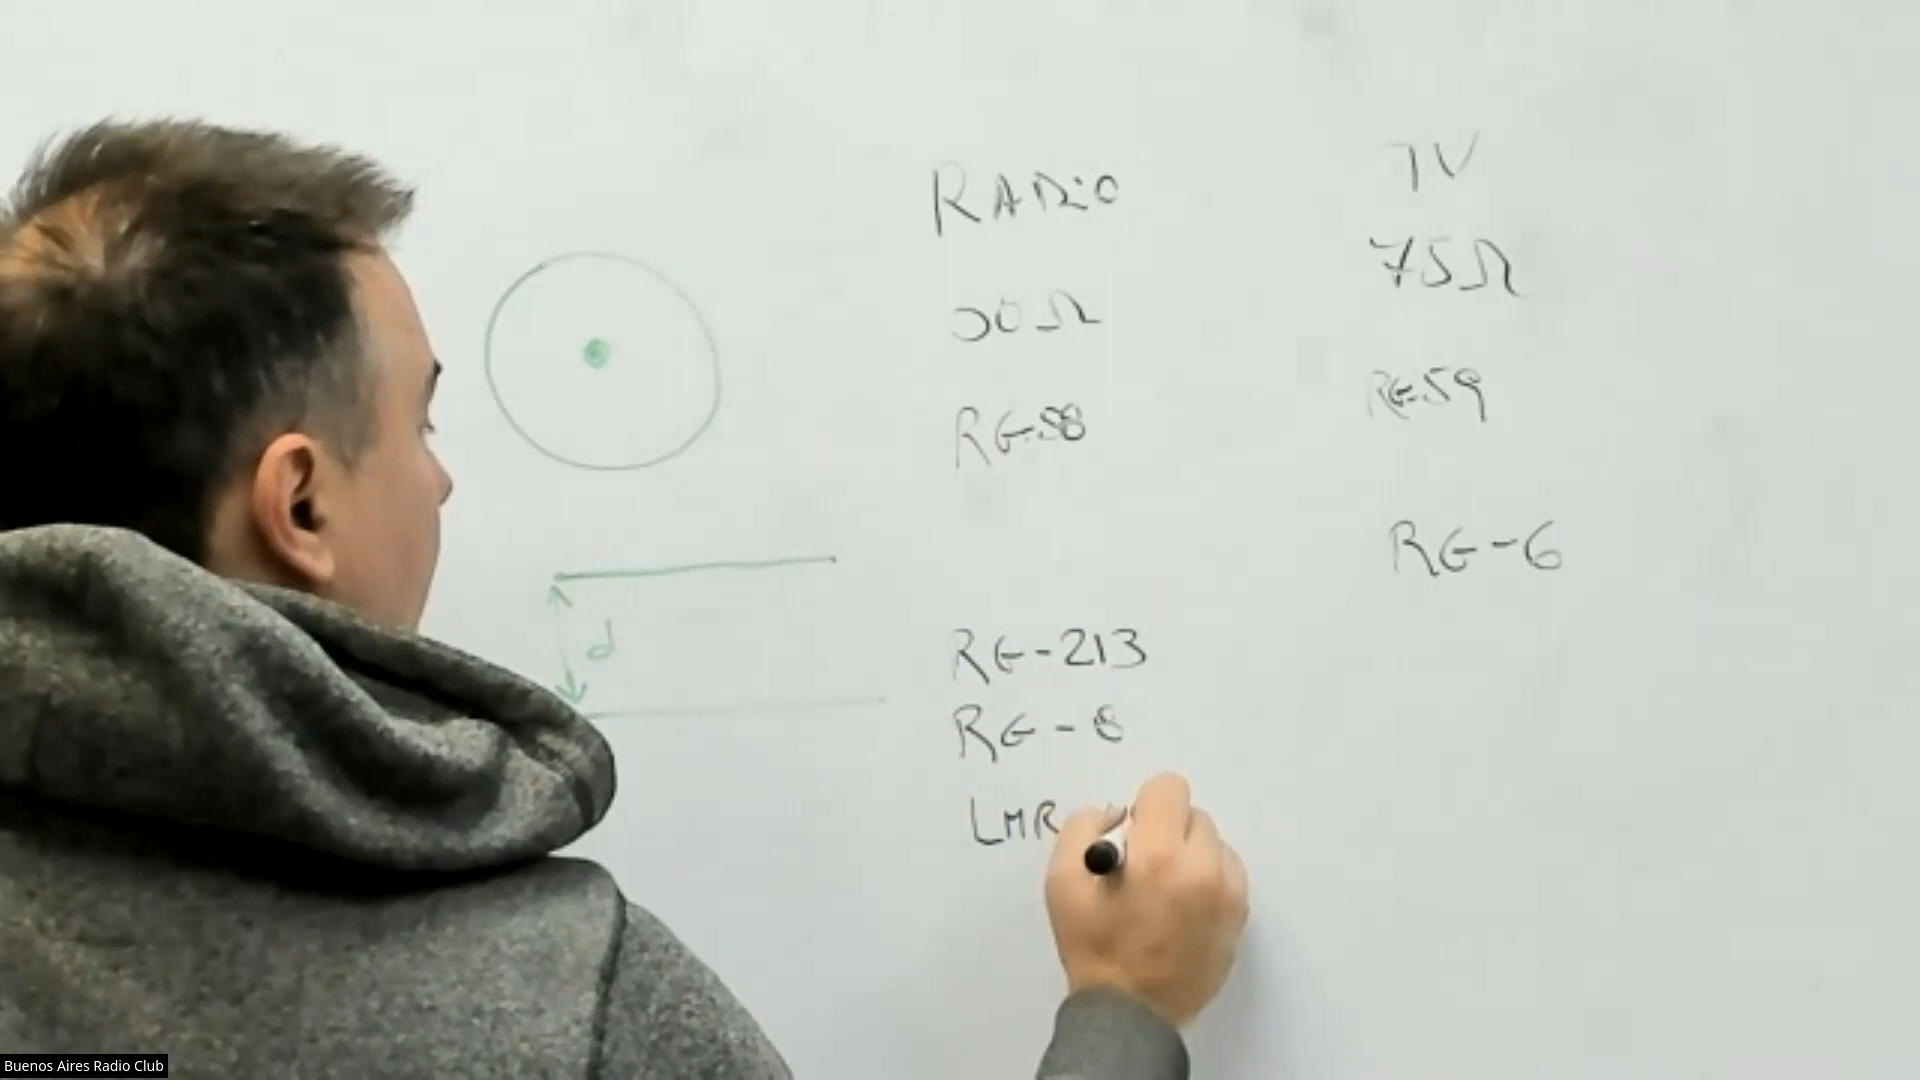 RADiO
50Ω
RG-58
RG-213
RG-8
LMR
TV
75Ω
RG-59
RG-6
d
Buenos Aires Radio Club